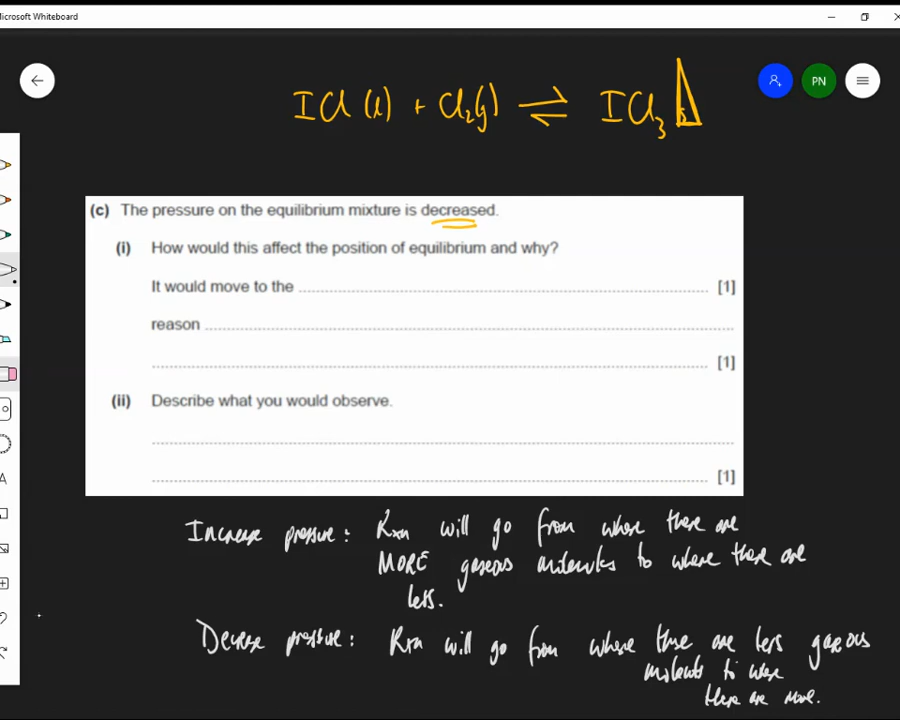 Microsoft Whiteboard
PN
ICl (l) + Cl2(g) ⇌ ICl3
(c) The pressure on the equilibrium mixture is decreased.
(i) How would this affect the position of equilibrium and why?
It would move to the ........ [1]
reason ........
........ [1]
(ii) Describe what you would observe.
........
........ [1]
Increase pressure : Rxn will go from where there are
MORE gaseous molecules to where there are
less.
Decrease pressure : Rxn will go from where there are less gaseous
molecules to where
there are more.